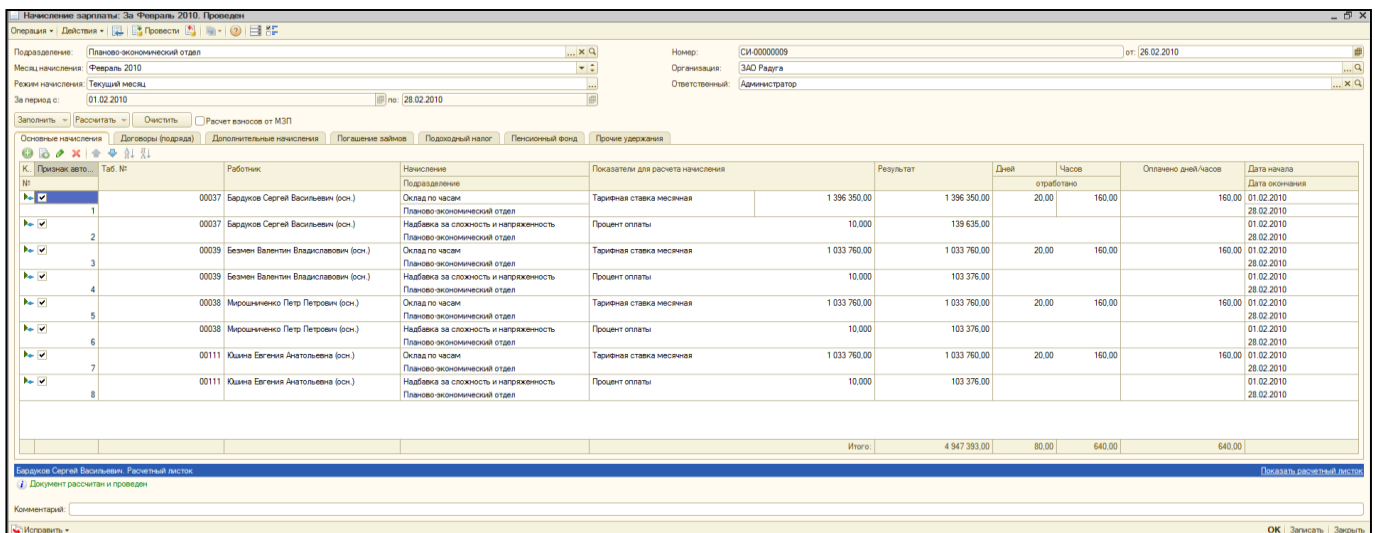 Начисление зарплаты: За Февраль 2010. Проведен
Операция Действия Провести
Подразделение: Планово-экономический отдел Номер: СИ-00000009 от: 26.02.2010
Месяц начисления: Февраль 2010 Организация: ЗАО Радуга
Режим начисления: Текущий месяц Ответственный: Администратор
За период с: 01.02.2010 по: 28.02.2010
Заполнить Рассчитать Очистить Расчет взносов от МЗП
Основные начисления Договоры (подряда) Дополнительные начисления Погашение займов Подоходный налог Пенсионный фонд Прочие удержания
К.. Признак авто... Таб. № Работник Начисление Показатели для расчета начисления Результат Дней Часов Оплачено дней/часов Дата начала
№ Подразделение отработано Дата окончания
00037 Бардуков Сергей Васильевич (осн.) Оклад по часам Тарифная ставка месячная 1 396 350,00 1 396 350,00 20,00 160,00 160,00 01.02.2010
1 Планово-экономический отдел 28.02.2010
00037 Бардуков Сергей Васильевич (осн.) Надбавка за сложность и напряженность Процент оплаты 10,000 139 635,00 01.02.2010
2 Планово-экономический отдел 28.02.2010
00039 Безмен Валентин Владиславович (осн.) Оклад по часам Тарифная ставка месячная 1 033 760,00 1 033 760,00 20,00 160,00 160,00 01.02.2010
3 Планово-экономический отдел 28.02.2010
00039 Безмен Валентин Владиславович (осн.) Надбавка за сложность и напряженность Процент оплаты 10,000 103 376,00 01.02.2010
4 Планово-экономический отдел 28.02.2010
00038 Мирошниченко Петр Петрович (осн.) Оклад по часам Тарифная ставка месячная 1 033 760,00 1 033 760,00 20,00 160,00 160,00 01.02.2010
5 Планово-экономический отдел 28.02.2010
00038 Мирошниченко Петр Петрович (осн.) Надбавка за сложность и напряженность Процент оплаты 10,000 103 376,00 01.02.2010
6 Планово-экономический отдел 28.02.2010
00111 Юшина Евгения Анатольевна (осн.) Оклад по часам Тарифная ставка месячная 1 033 760,00 1 033 760,00 20,00 160,00 160,00 01.02.2010
7 Планово-экономический отдел 28.02.2010
00111 Юшина Евгения Анатольевна (осн.) Надбавка за сложность и напряженность Процент оплаты 10,000 103 376,00 01.02.2010
8 Планово-экономический отдел 28.02.2010
Итого: 4 947 393,00 80,00 640,00 640,00
Бардуков Сергей Васильевич. Расчетный листок Показать расчетный листок
Документ рассчитан и проведен
Комментарий:
Исправить OK Записать Закрыть